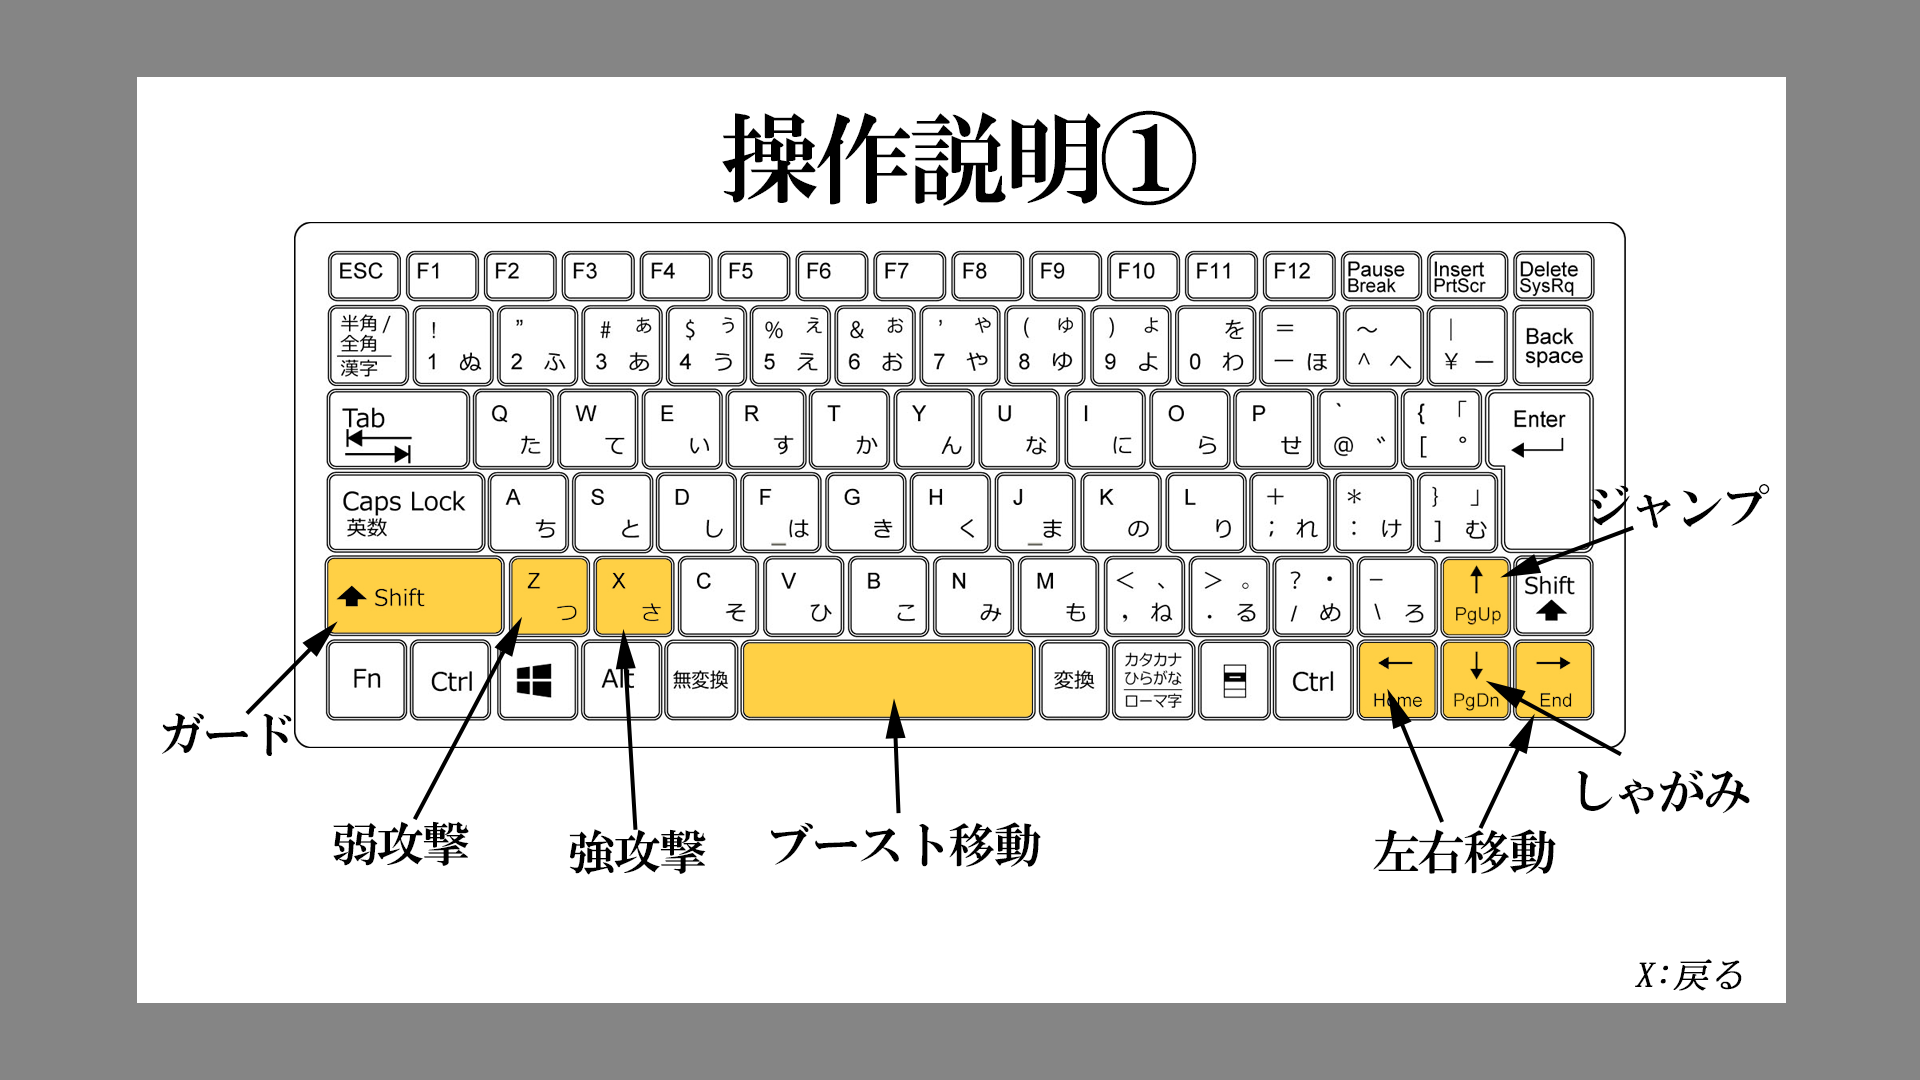 操作説明①
ESC F1 F2 F3 F4 F5 F6 F7 F8 F9 F10 F11 F12 Pause Break Insert PrtScr Delete SysRq
半角/全角 漢字 ! 1 ぬ ” 2 ふ # あ 3 あ $ ぅ 4 う % ぇ 5 え & ぉ 6 お ’ ゃ 7 や ( ゅ 8 ゆ ) ょ 9 よ を 0 わ = ー ほ ～ ^ へ | ¥ ー Back space
Tab Q た W て E い R す T か Y ん U な I に O ら P せ ` @ ゛ { 「 [ ° Enter
Caps Lock 英数 A ち S と D し F は G き H く J ま K の L り + ; れ * : け } 」 ] む
ジャンプ
Shift Z つ X さ C そ V ひ B こ N み M も < 、 , ね > 。 . る ? ・ / め _ \ ろ ↑ PgUp Shift
Fn Ctrl Alt 無変換 変換 カタカナ ひらがな ローマ字 Ctrl ← Home ↓ PgDn → End
ガード
しゃがみ
弱攻撃 強攻撃 ブースト移動 左右移動
X:戻る